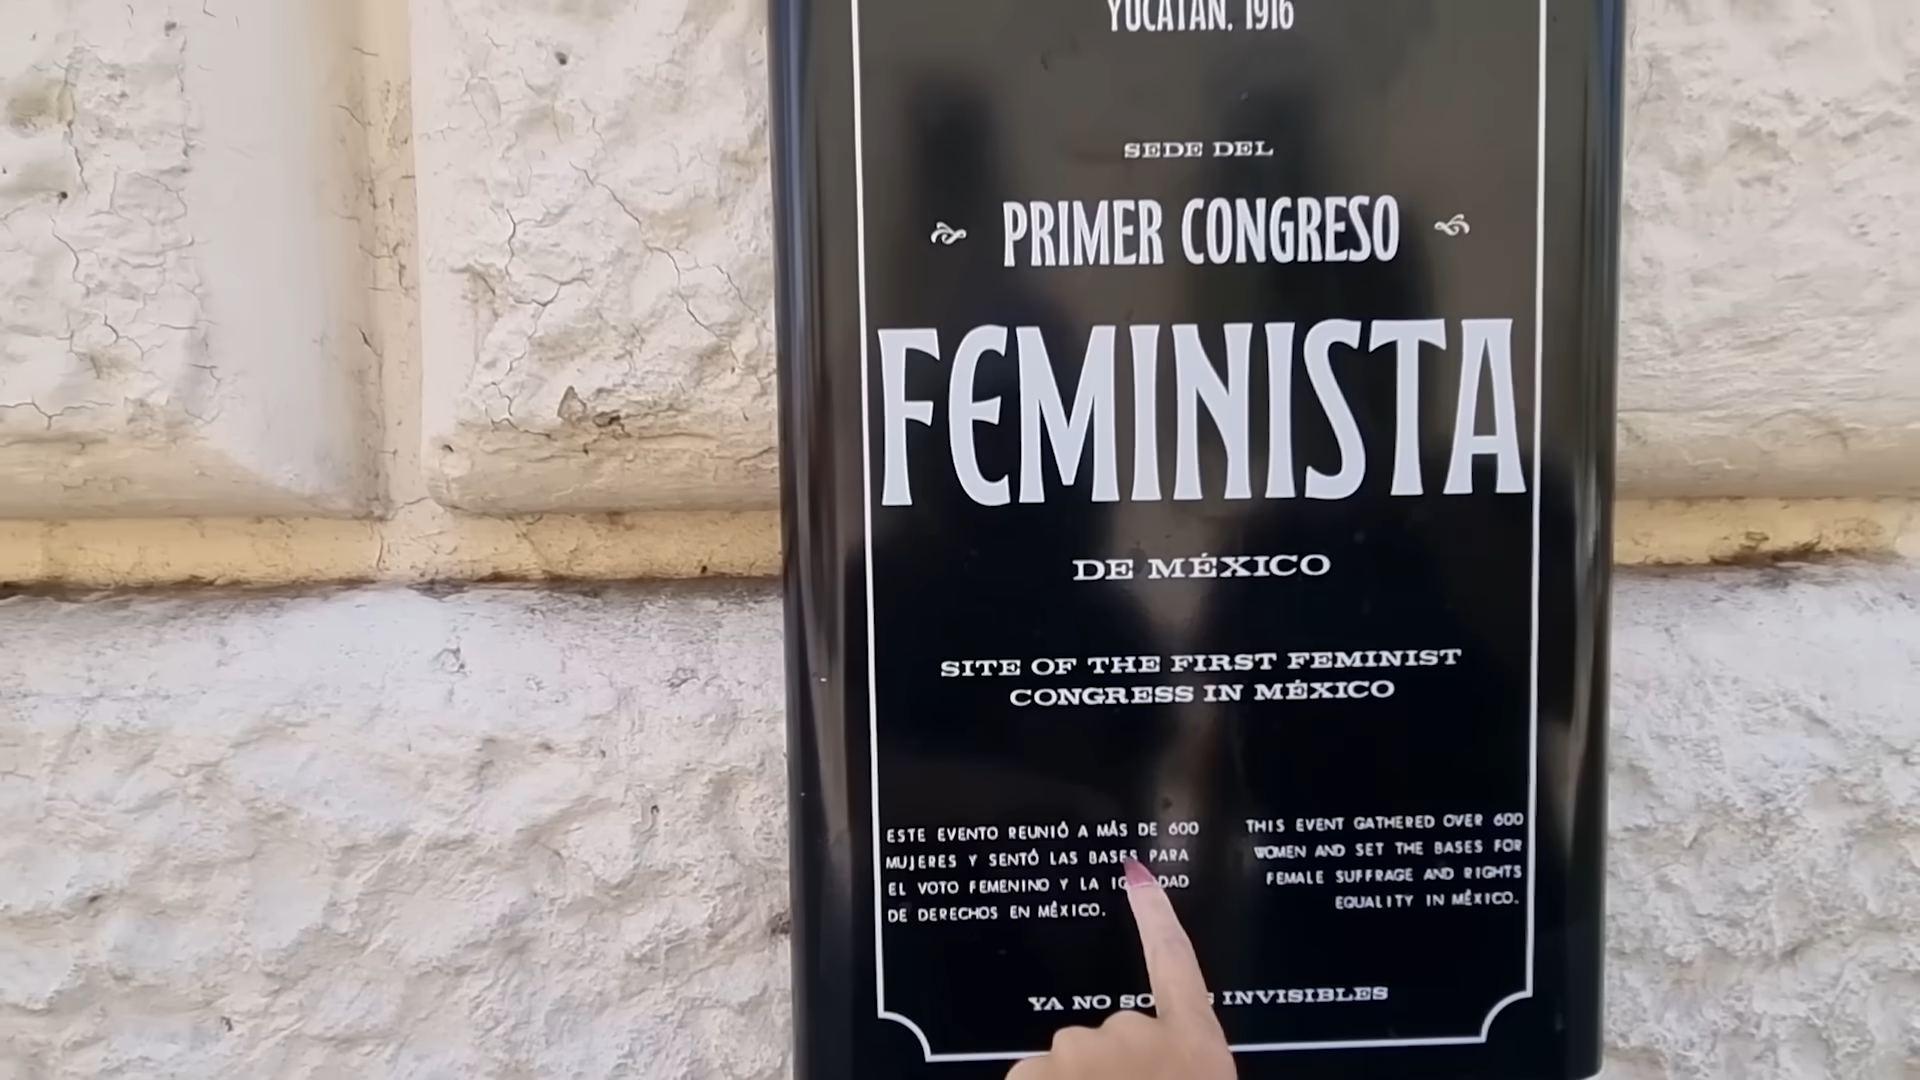 YUCATÁN, 1916
SEDE DEL
PRIMER CONGRESO
FEMINISTA
DE MÉXICO
SITE OF THE FIRST FEMINIST
CONGRESS IN MÉXICO
ESTE EVENTO REUNIÓ A MÁS DE 600
MUJERES Y SENTÓ LAS BASES PARA
EL VOTO FEMENINO Y LA
DE DERECHOS EN MÉXICO.
THIS EVENT GATHERED OVER 600
WOMEN AND SET THE BASES FOR
FEMALE SUFFRAGE AND RIGHTS
EQUALITY IN MÉXICO.
YA NO INVISIBLES